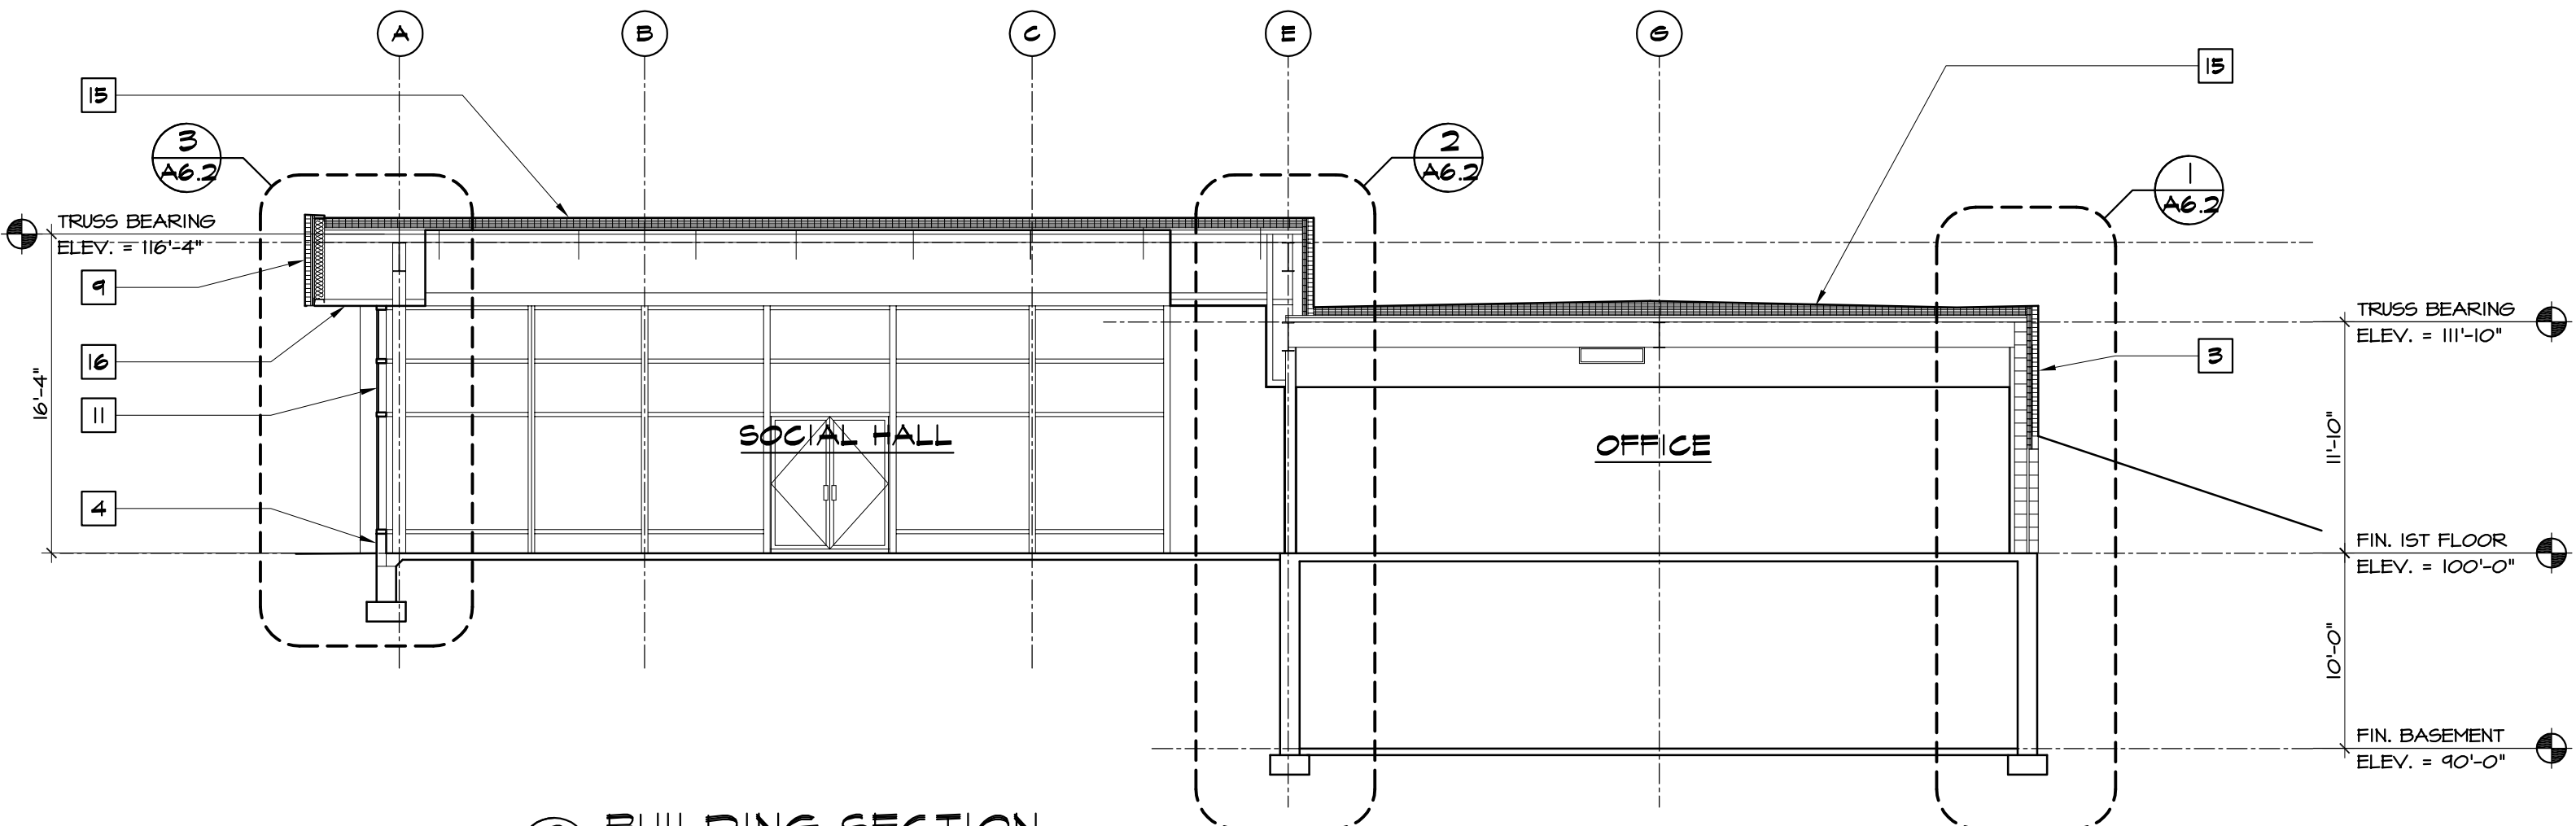 A
B
C
E
G
15
15
3
A6.2
2
A6.2
1
A6.2
TRUSS BEARING
ELEV. = 116'-4"
9
16
11
4
16'-4"
SOCIAL HALL
OFFICE
TRUSS BEARING
ELEV. = 111'-10"
3
11'-10"
FIN. 1ST FLOOR
ELEV. = 100'-0"
10'-0"
FIN. BASEMENT
ELEV. = 90'-0"
BUILDING SECTION